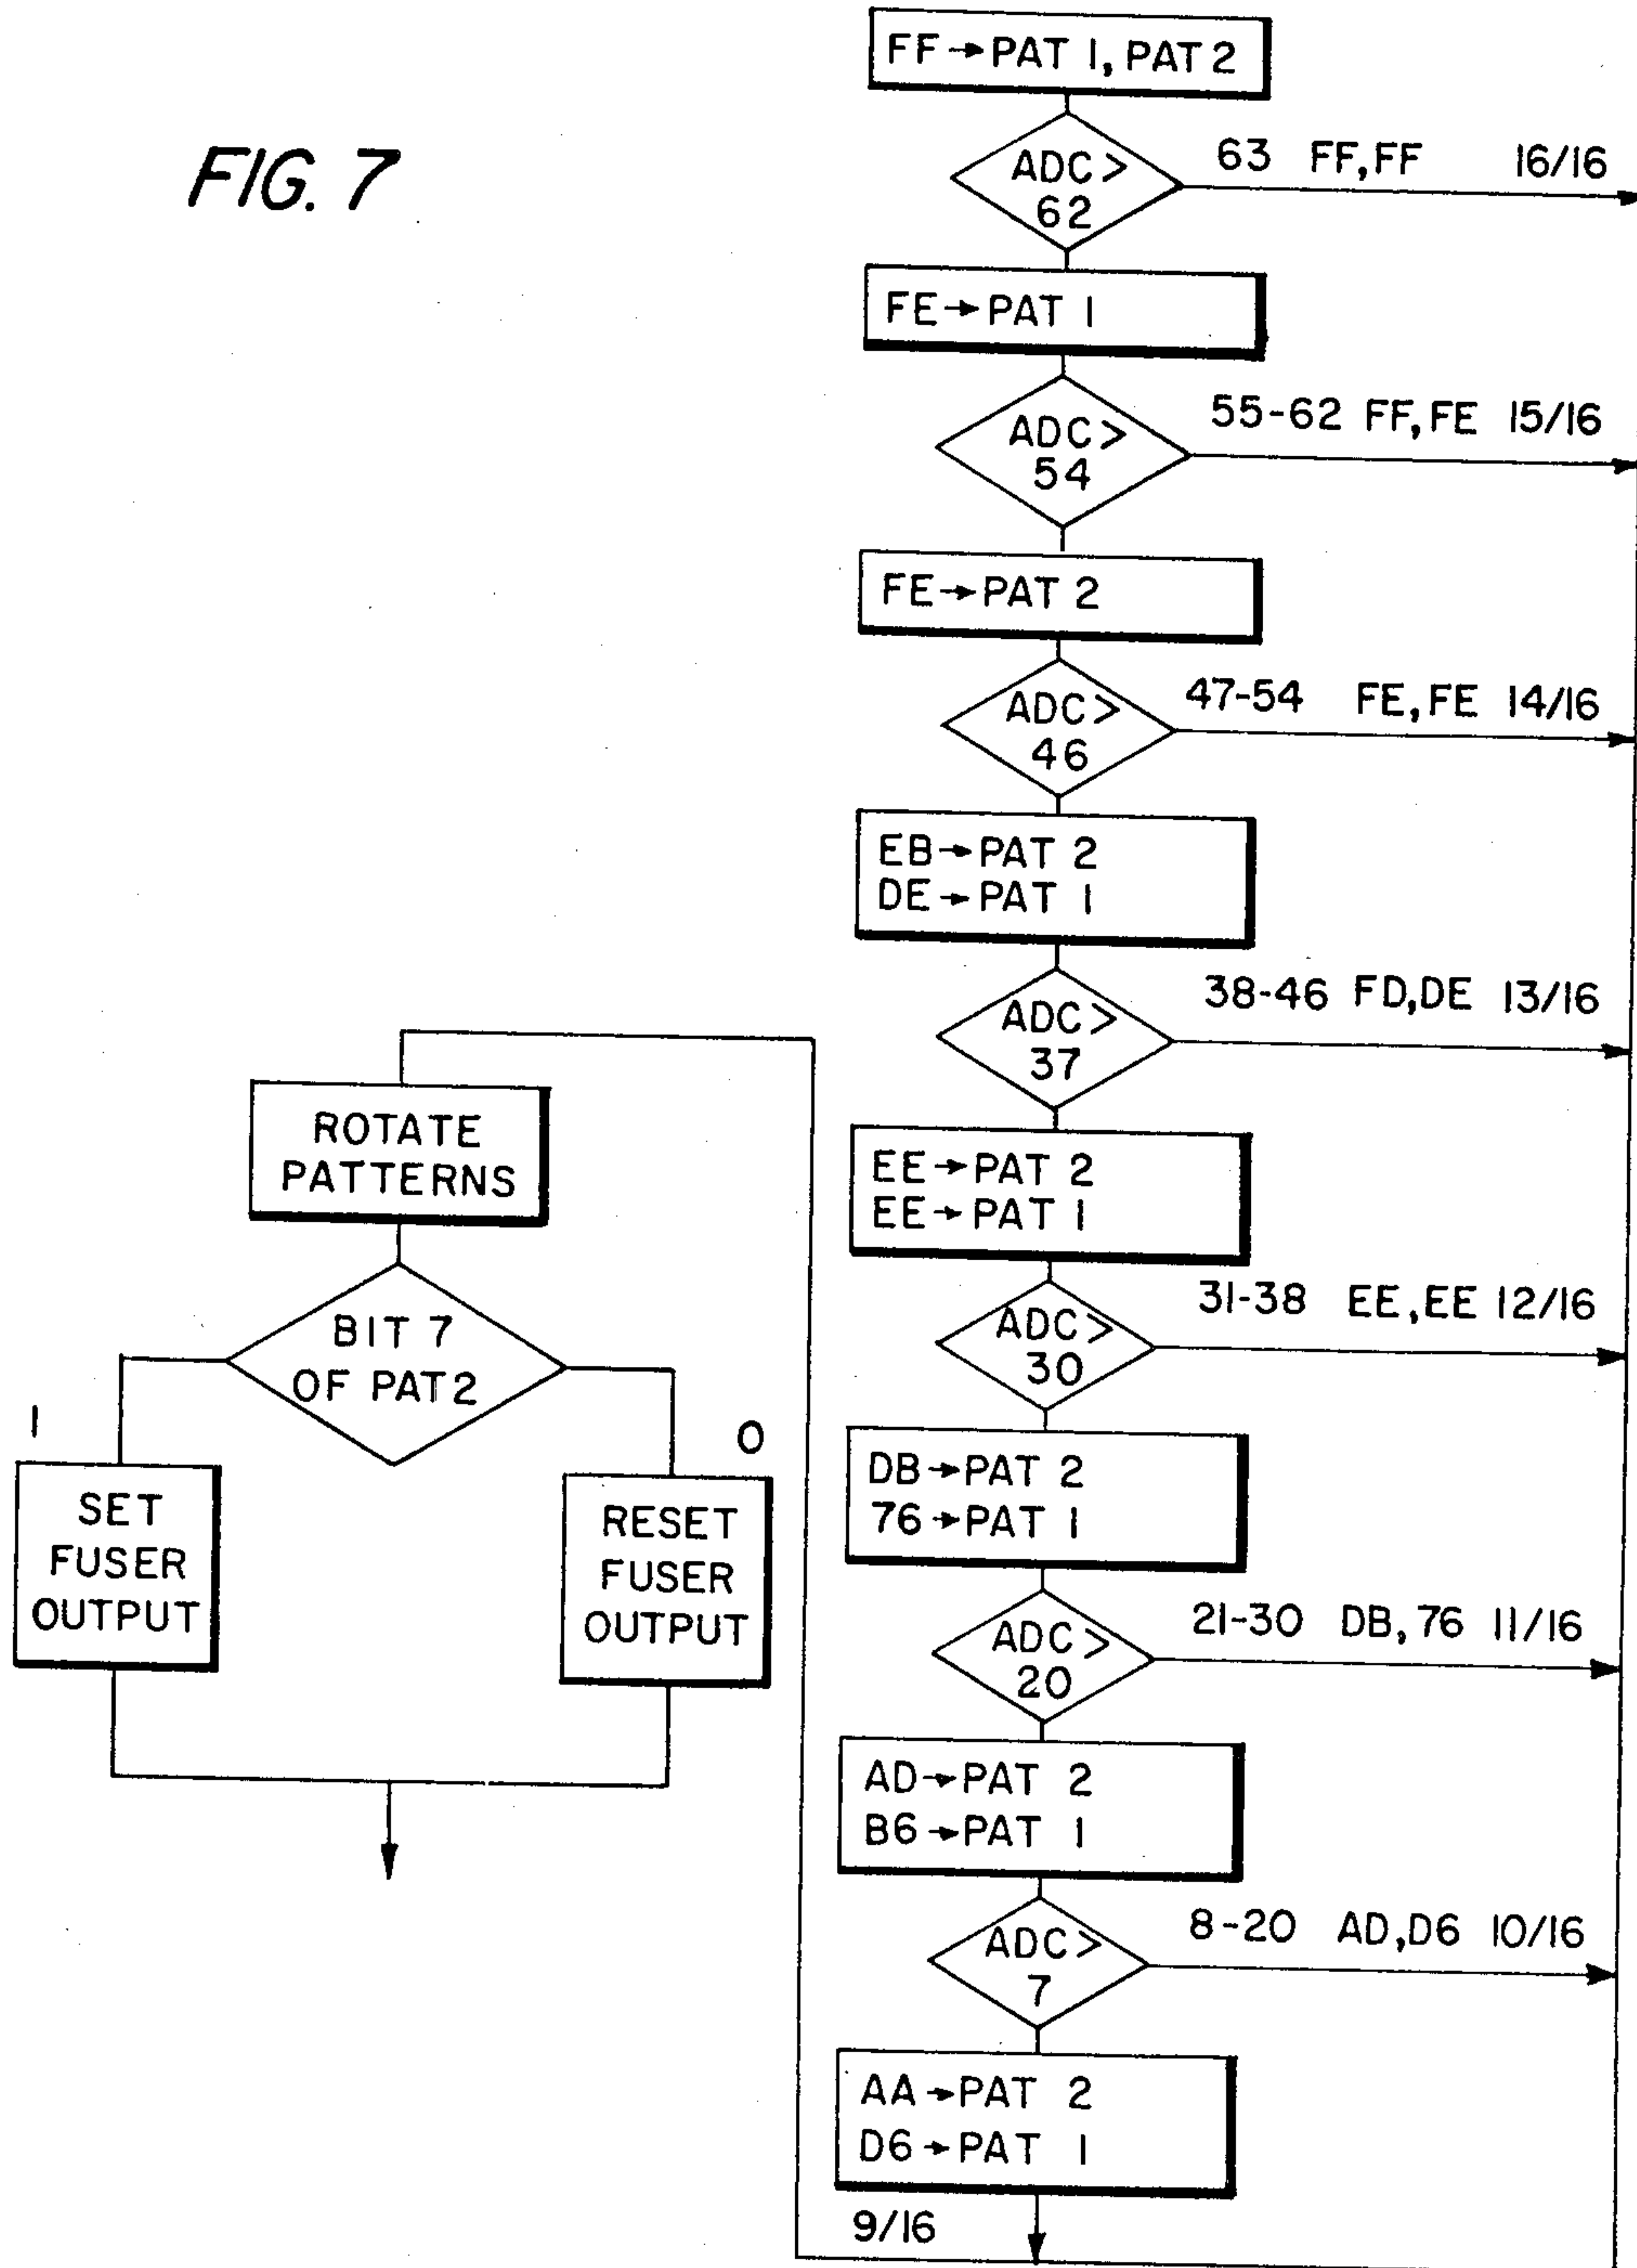 FIG. 7
FF→PAT 1, PAT 2
ADC >
62
63 FF,FF 16/16
FE→PAT 1
ADC >
54
55-62 FF,FE 15/16
FE→PAT 2
ADC >
46
47-54 FE,FE 14/16
EB→PAT 2
DE→PAT 1
ADC >
37
38-46 FD,DE 13/16
EE→PAT 2
EE→PAT 1
ADC >
30
31-38 EE,EE 12/16
DB→PAT 2
76→PAT 1
ADC >
20
21-30 DB,76 11/16
AD→PAT 2
B6→PAT 1
ADC >
7
8-20 AD,D6 10/16
AA→PAT 2
D6→PAT 1
9/16
ROTATE
PATTERNS
BIT 7
OF PAT2
1
0
SET
FUSER
OUTPUT
RESET
FUSER
OUTPUT